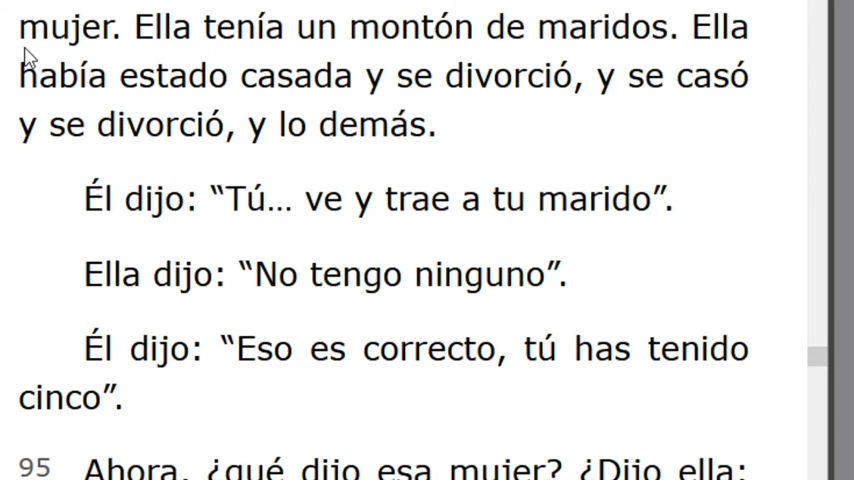 mujer. Ella tenía un montón de maridos. Ella
había estado casada y se divorció, y se casó
y se divorció, y lo demás.
Él dijo: “Tú... ve y trae a tu marido”.
Ella dijo: “No tengo ninguno”.
Él dijo: “Eso es correcto, tú has tenido
cinco”.
95 Ahora, ¿qué dijo esa mujer? ¿Dijo ella: